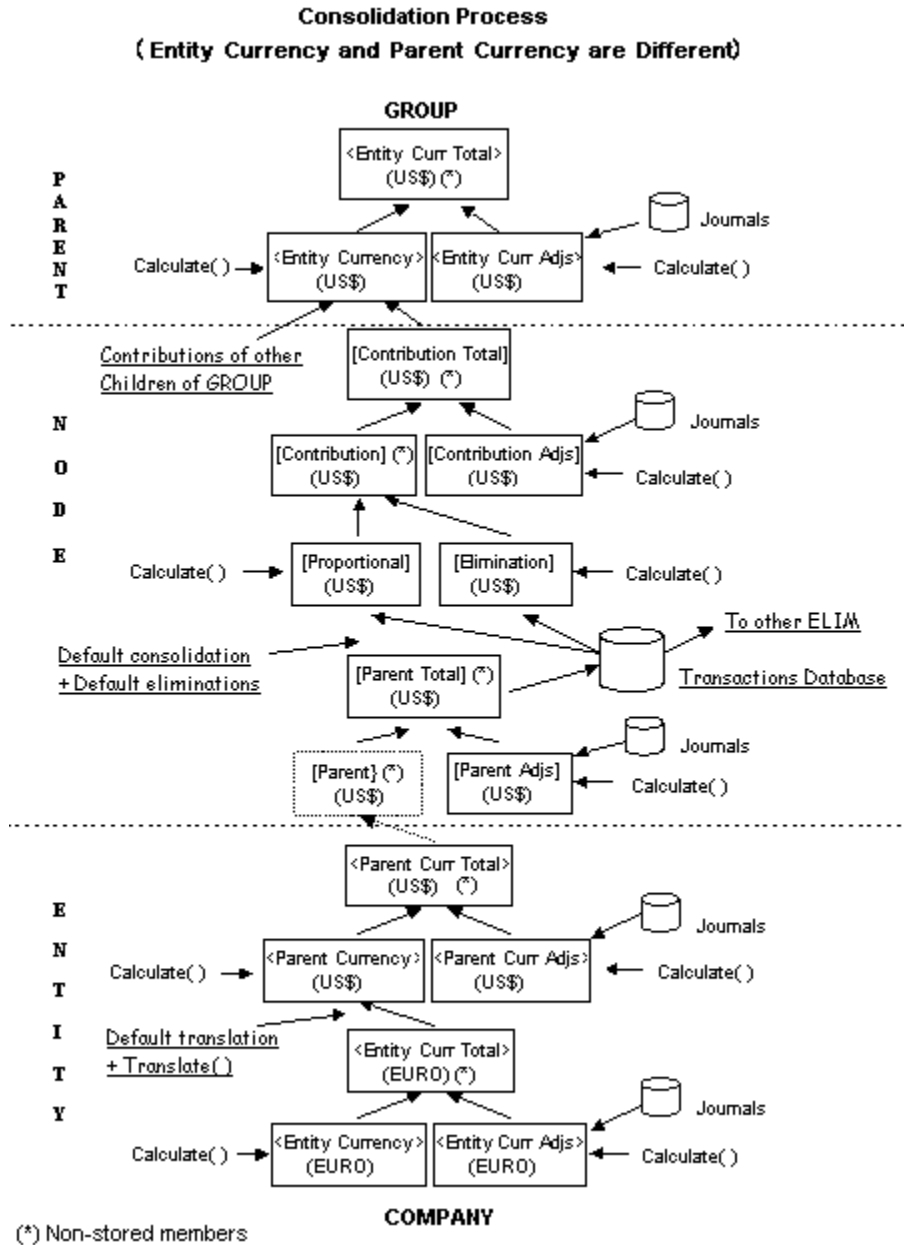 Consolidation Process
( Entity Currency and Parent Currency are Different)
GROUP
<Entity Curr Total>
(US$) (*)
P
A
R
E
N
T
Journals
Calculate( )
<Entity Currency>
(US$)
<Entity Curr Adjs>
(US$)
Calculate( )
Contributions of other
Children of GROUP
[Contribution Total]
(US$) (*)
N
O
D
E
Journals
[Contribution] (*)
(US$)
[Contribution Adjs]
(US$)
Calculate( )
Calculate( )
[Proportional]
(US$)
[Elimination]
(US$)
Calculate( )
To other ELIM
Default consolidation
+ Default eliminations
[Parent Total] (*)
(US$)
Transactions Database
Journals
[Parent} (*)
(US$)
[Parent Adjs]
(US$)
Calculate( )
<Parent Curr Total>
(US$) (*)
E
N
T
I
T
Y
Journals
Calculate( )
<Parent Currency>
(US$)
<Parent Curr Adjs>
(US$)
Calculate( )
Default translation
+ Translate( )
<Entity Curr Total>
(EURO) (*)
Journals
Calculate( )
<Entity Currency>
(EURO)
<Entity Curr Adjs>
(EURO)
Calculate( )
COMPANY
(*) Non-stored members